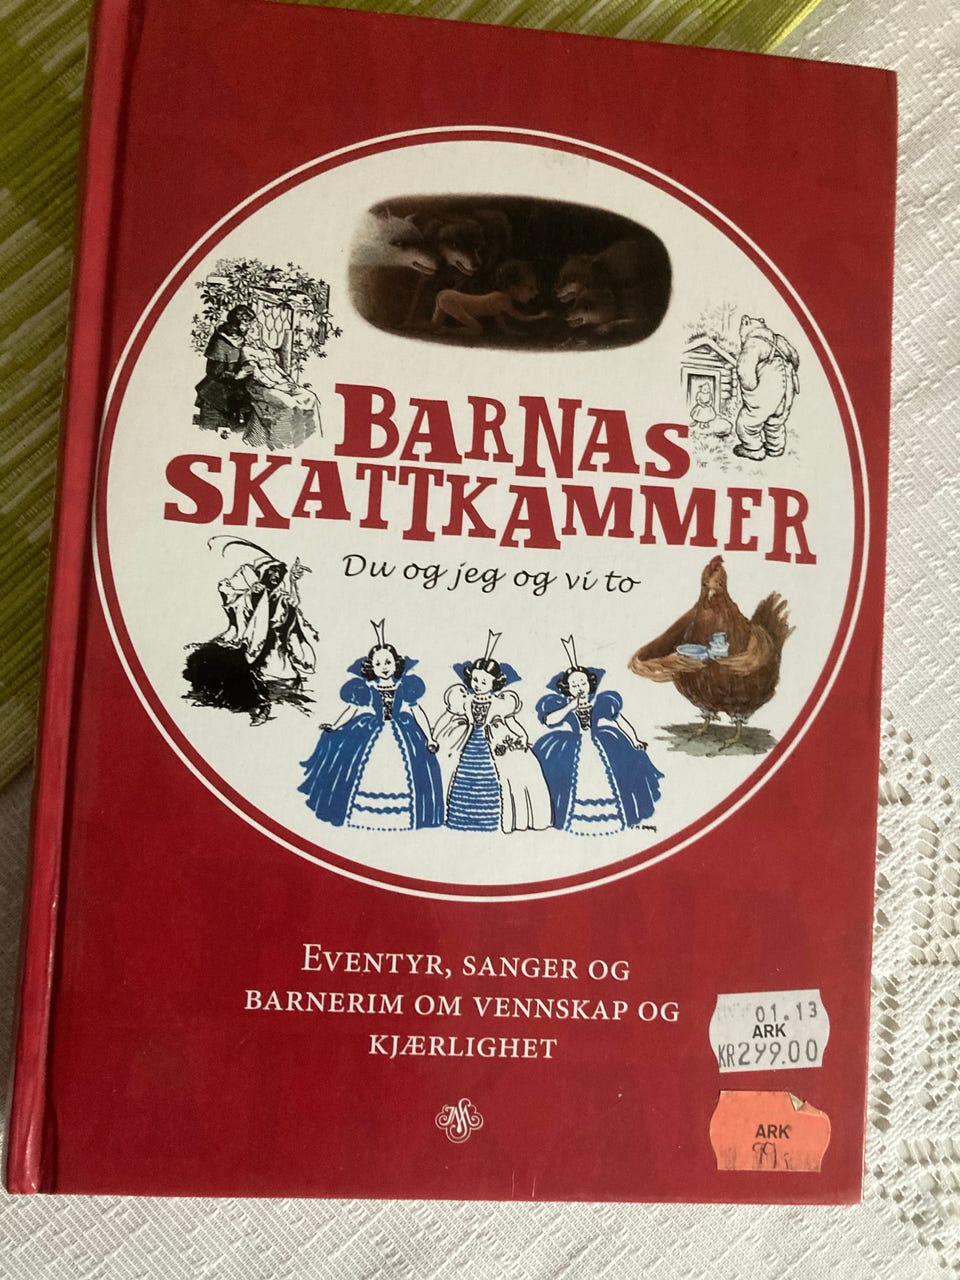 BARNAS
SKATTKAMMER
Du og jeg og vi to
EVENTYR, SANGER OG
BARNERIM OM VENNSKAP OG
KJÆRLIGHET
01.13
ARK
KR299.00
ARK
99